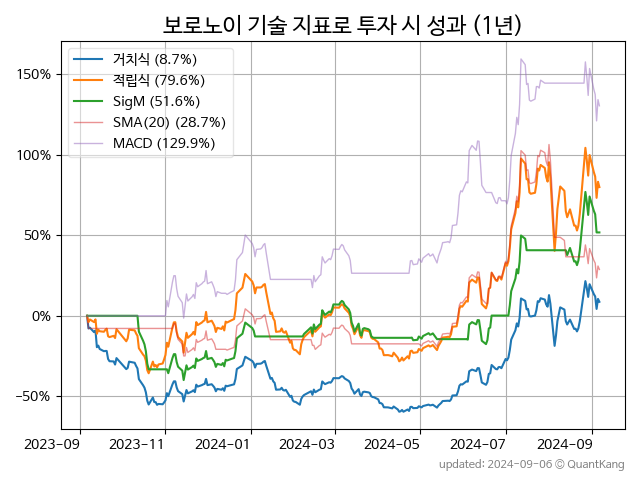 보로노이 기술 지표로 투자 시 성과 (1년)
거치식 (8.7%)
적립식 (79.6%)
SigM (51.6%)
SMA(20) (28.7%)
MACD (129.9%)
150%
100%
50%
0%
−50%
2023-09 2023-11 2024-01 2024-03 2024-05 2024-07 2024-09
updated: 2024-09-06 © QuantKang